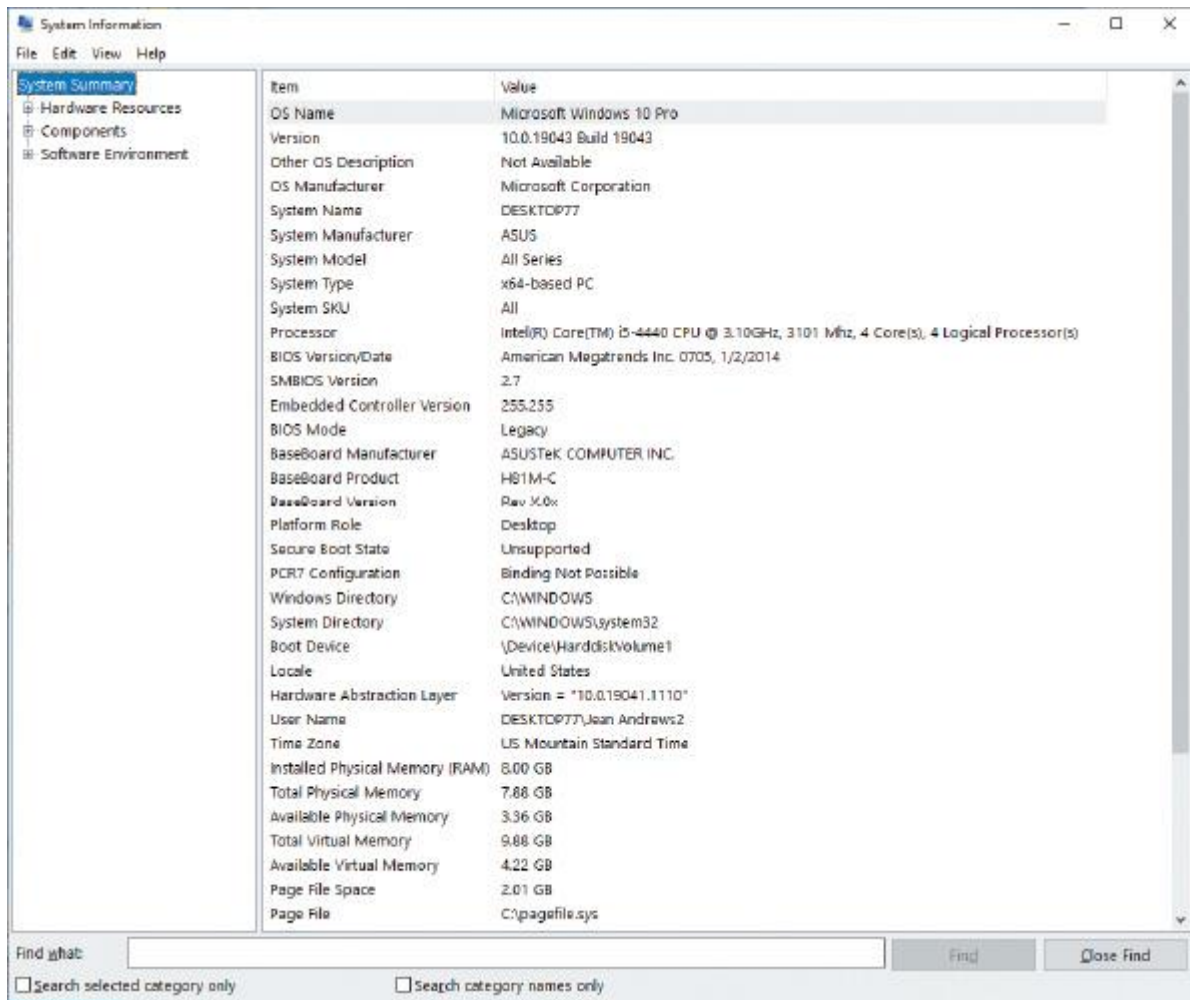 System Information
File Edit View Help
System Summary
Hardware Resources
Components
Software Environment
Item Value
OS Name Microsoft Windows 10 Pro
Version 10.0.19043 Build 19043
Other OS Description Not Available
OS Manufacturer Microsoft Corporation
System Name DESKTOP77
System Manufacturer ASUS
System Model All Series
System Type x64-based PC
System SKU All
Processor Intel(R) Core(TM) i5-4440 CPU @ 3.10GHz, 3101 Mhz, 4 Core(s), 4 Logical Processor(s)
BIOS Version/Date American Megatrends Inc. 0705, 1/2/2014
SMBIOS Version 2.7
Embedded Controller Version 255.255
BIOS Mode Legacy
BaseBoard Manufacturer ASUSTeK COMPUTER INC.
BaseBoard Product H81M-C
BaseBoard Version Rev X.0x
Platform Role Desktop
Secure Boot State Unsupported
PCR7 Configuration Binding Not Possible
Windows Directory C:\WINDOWS
System Directory C:\WINDOWS\system32
Boot Device \Device\HarddiskVolume1
Locale United States
Hardware Abstraction Layer Version = "10.0.19041.1110"
User Name DESKTOP77\Jean Andrews2
Time Zone US Mountain Standard Time
Installed Physical Memory (RAM) 8.00 GB
Total Physical Memory 7.88 GB
Available Physical Memory 3.36 GB
Total Virtual Memory 9.88 GB
Available Virtual Memory 4.22 GB
Page File Space 2.01 GB
Page File C:\pagefile.sys
Find what: Find Close Find
Search selected category only Search category names only